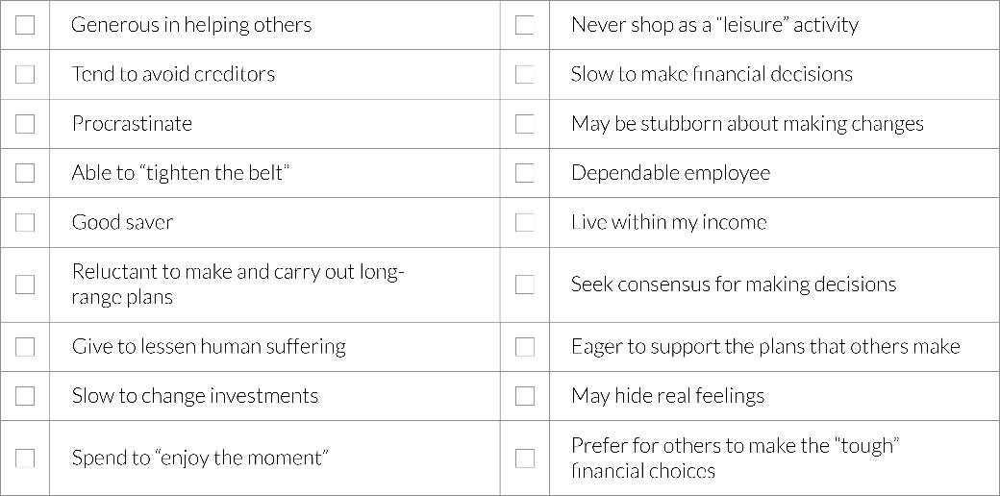 Generous in helping others
Never shop as a “leisure” activity
Tend to avoid creditors
Slow to make financial decisions
Procrastinate
May be stubborn about making changes
Able to “tighten the belt”
Dependable employee
Good saver
Live within my income
Reluctant to make and carry out long-
range plans
Seek consensus for making decisions
Give to lessen human suffering
Eager to support the plans that others make
Slow to change investments
May hide real feelings
Spend to “enjoy the moment”
Prefer for others to make the “tough”
financial choices